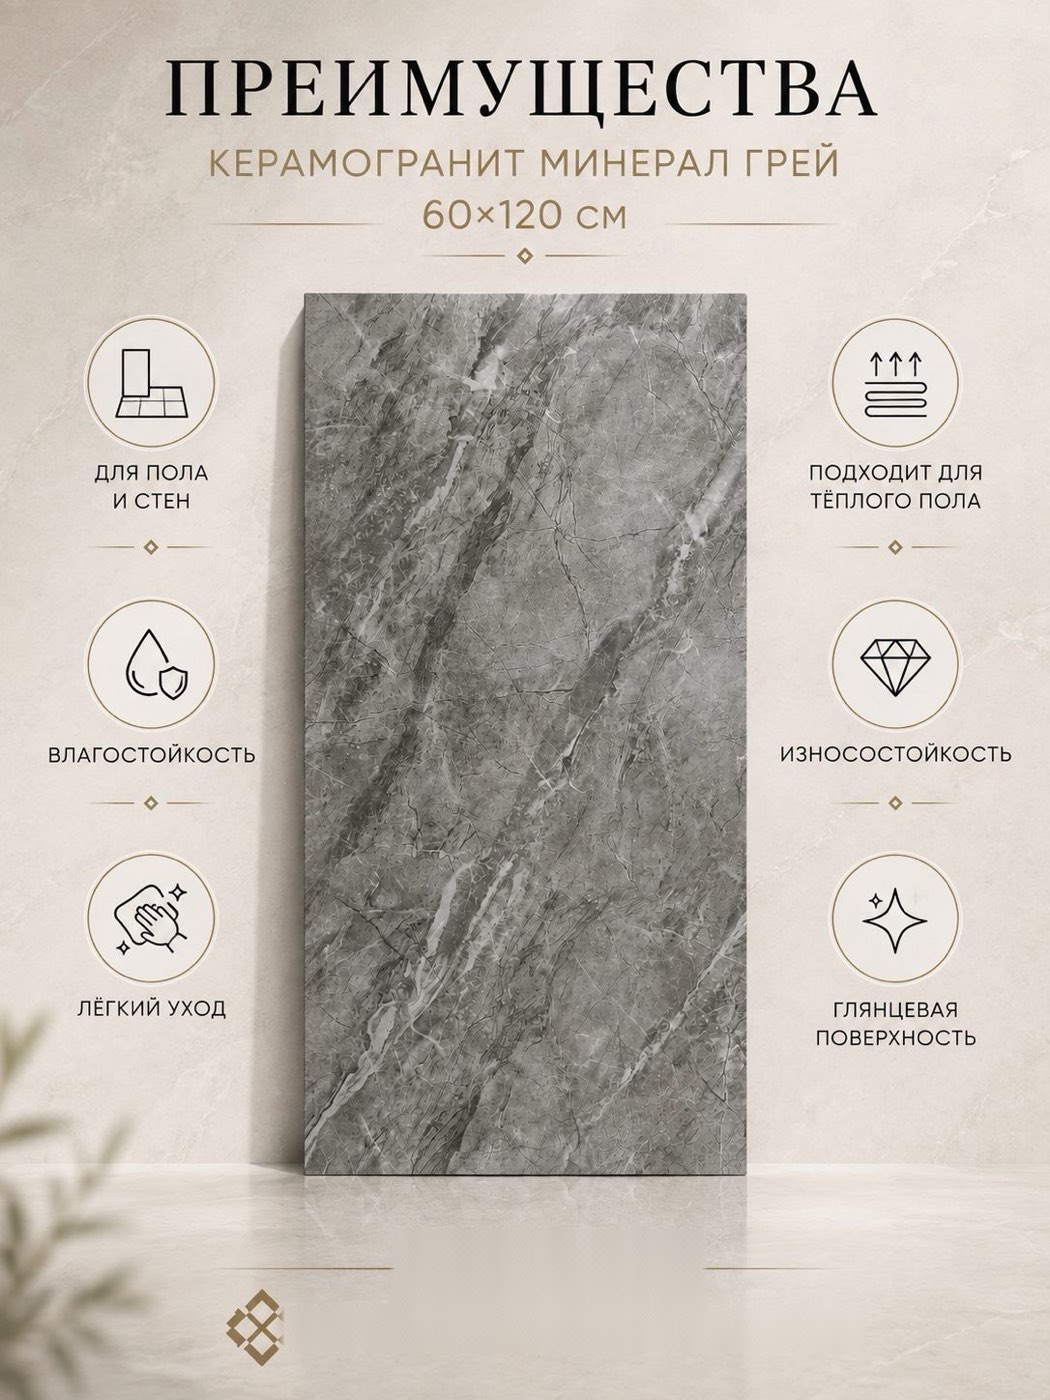 ПРЕИМУЩЕСТВА
КЕРАМОГРАНИТ МИНЕРАЛ ГРЕЙ
60×120 СМ
ДЛЯ ПОЛА
И СТЕН
ВЛАГОСТОЙКОСТЬ
ЛЁГКИЙ УХОД
ПОДХОДИТ ДЛЯ
ТЁПЛОГО ПОЛА
ИЗНОСОСТОЙКОСТЬ
ГЛЯНЦЕВАЯ
ПОВЕРХНОСТЬ